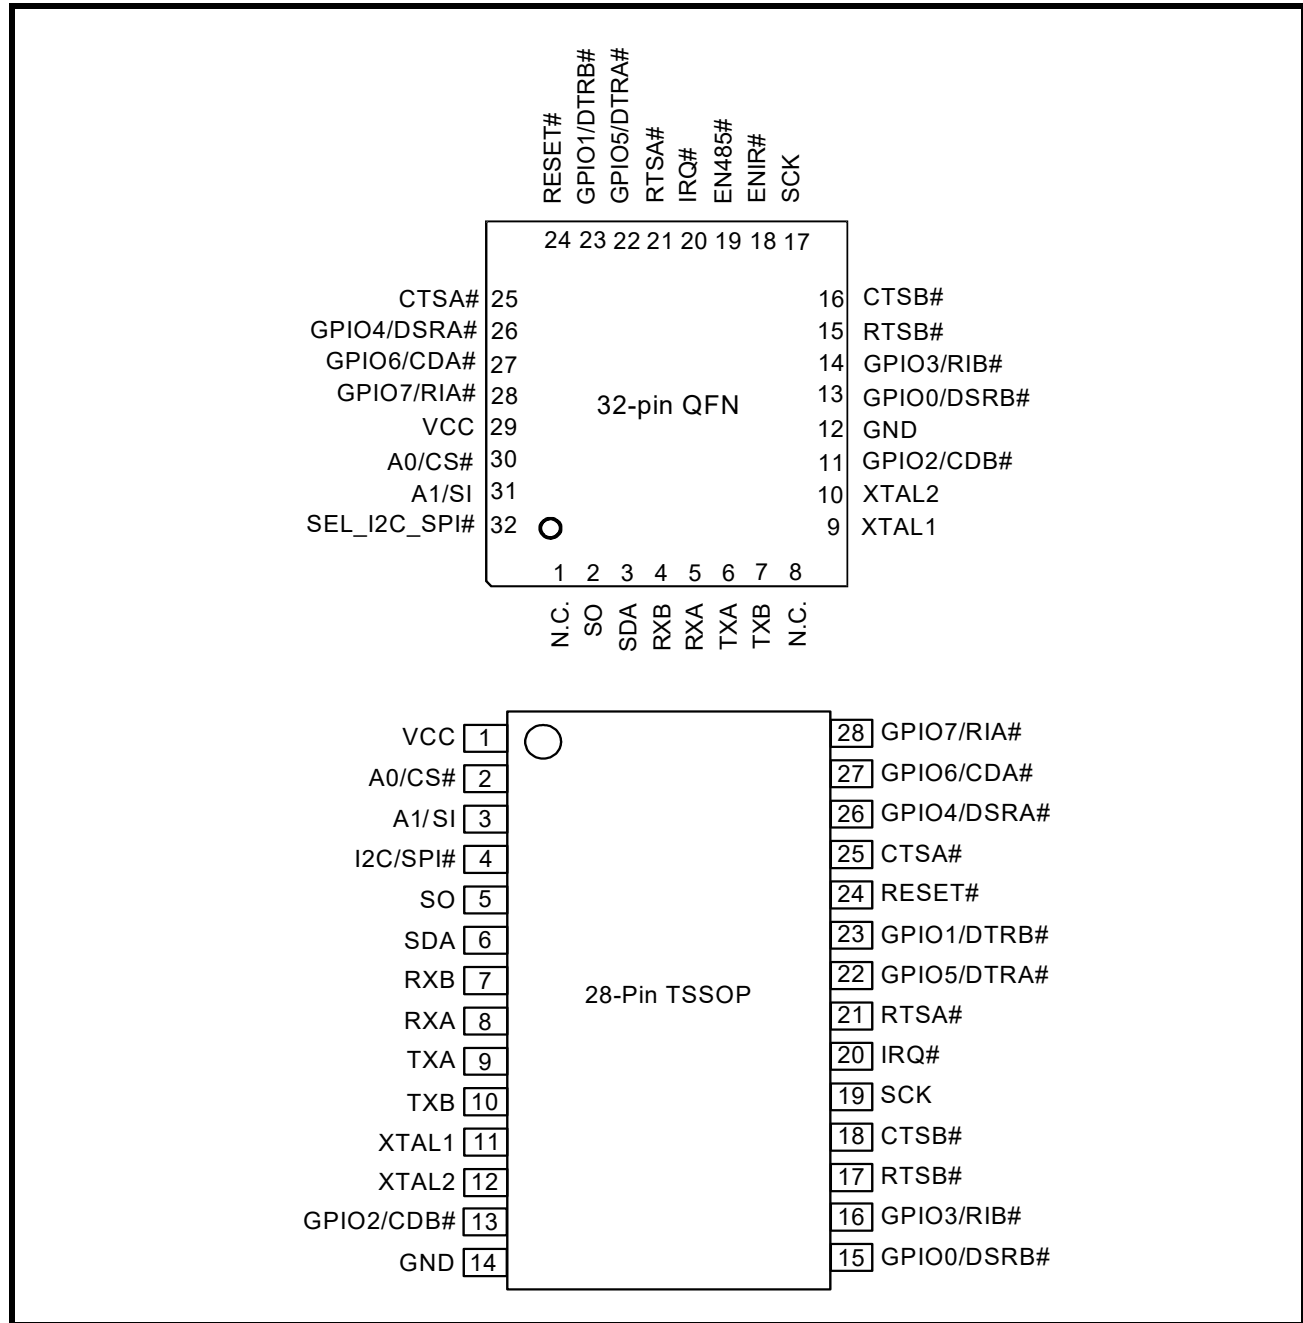 RESET#
GPIO1/DTRB#
GPIO5/DTRA#
RTSA#
IRQ#
EN485#
ENIR#
SCK
24 23 22 21 20 19 18 17
CTSA# 25
GPIO4/DSRA# 26
GPIO6/CDA# 27
GPIO7/RIA# 28
VCC 29
A0/CS# 30
A1/SI 31
SEL_I2C_SPI# 32
32-pin QFN
16 CTSB#
15 RTSB#
14 GPIO3/RIB#
13 GPIO0/DSRB#
12 GND
11 GPIO2/CDB#
10 XTAL2
9 XTAL1
1 2 3 4 5 6 7 8
N.C.
SO
SDA
RXB
RXA
TXA
TXB
N.C.
VCC 1
A0/CS# 2
A1/SI 3
I2C/SPI# 4
SO 5
SDA 6
RXB 7
RXA 8
TXA 9
TXB 10
XTAL1 11
XTAL2 12
GPIO2/CDB# 13
GND 14
28-Pin TSSOP
28 GPIO7/RIA#
27 GPIO6/CDA#
26 GPIO4/DSRA#
25 CTSA#
24 RESET#
23 GPIO1/DTRB#
22 GPIO5/DTRA#
21 RTSA#
20 IRQ#
19 SCK
18 CTSB#
17 RTSB#
16 GPIO3/RIB#
15 GPIO0/DSRB#